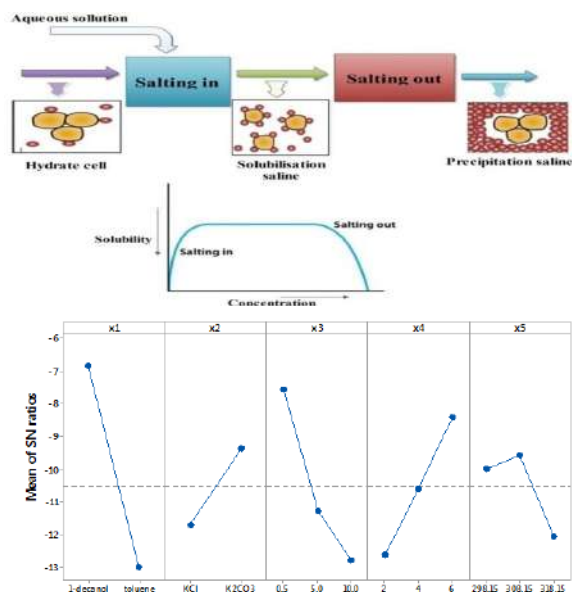 Aqueous sollution
Salting in
Salting out
Hydrate cell
Solubilisation
saline
Precipitation saline
Solubility
Salting in
Salting out
Concentration
x1 x2 x3 x4 x5
Mean of SN ratios
-6
-7
-8
-9
-10
-11
-12
-13
1-decanol toluene KCl K2CO3 0.5 5.0 10.0 2 4 6 298.15 308.15 318.15